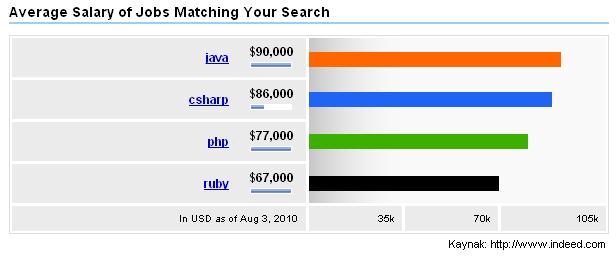 Average Salary of Jobs Matching Your Search
java $90,000
csharp $86,000
php $77,000
ruby $67,000
In USD as of Aug 3, 2010 35k 70k 105k
Kaynak: http://www.indeed.com